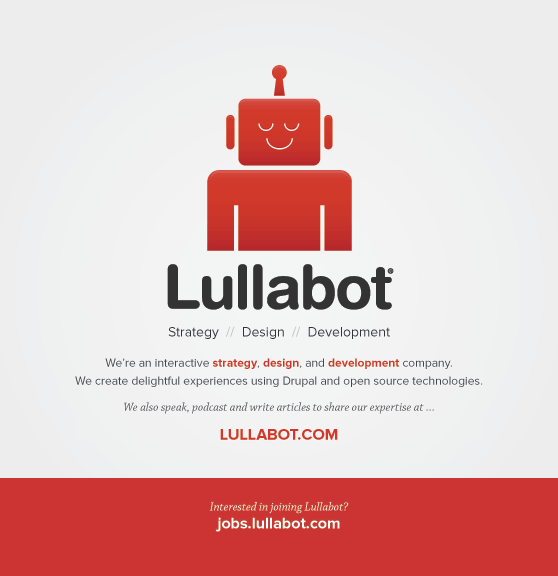 Lullabot®
Strategy // Design // Development
We're an interactive strategy, design, and development company.
We create delightful experiences using Drupal and open source technologies.
We also speak, podcast and write articles to share our expertise at ...
LULLABOT.COM
Interested in joining Lullabot?
jobs.lullabot.com